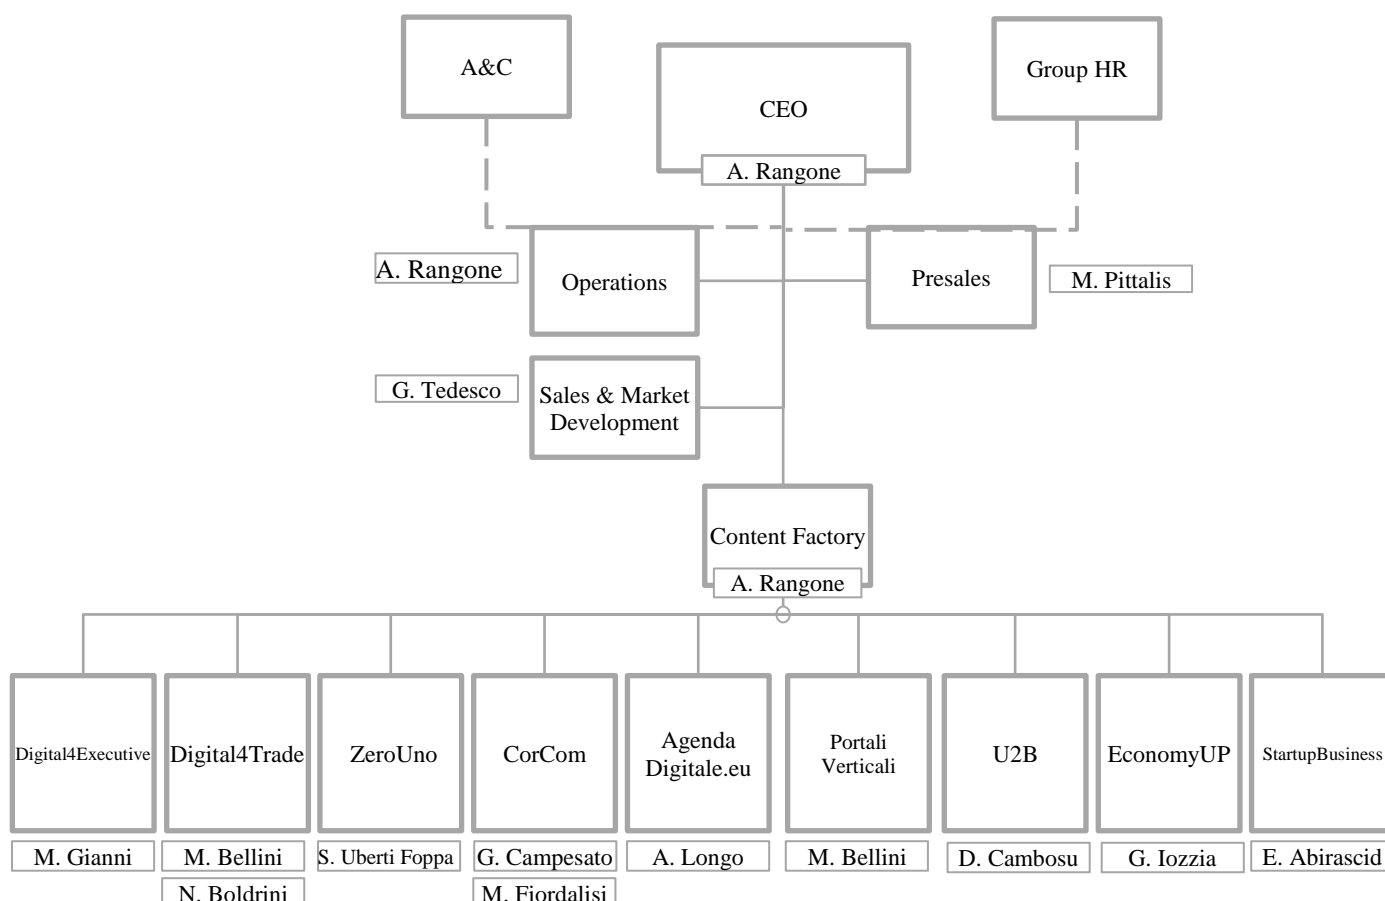 A&C
CEO
Group HR
A. Rangone
A. Rangone
Operations
Presales
M. Pittalis
G. Tedesco
Sales & Market
Development
Content Factory
A. Rangone
Digital4Executive
Digital4Trade
ZeroUno
CorCom
Agenda
Digitale.eu
Portali
Verticali
U2B
EconomyUP
StartupBusiness
M. Gianni
M. Bellini
S. Uberti Foppa
G. Campesato
A. Longo
M. Bellini
D. Cambosu
G. Iozzia
E. Abirascid
N. Boldrini
M. Fiordalisi